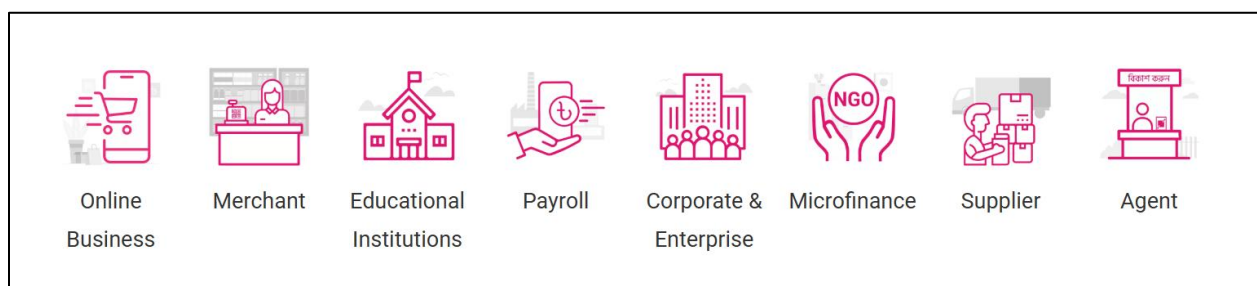 NGO
বিকাশ করুন
Online
Business
Merchant
Educational
Institutions
Payroll
Corporate &
Enterprise
Microfinance
Supplier
Agent